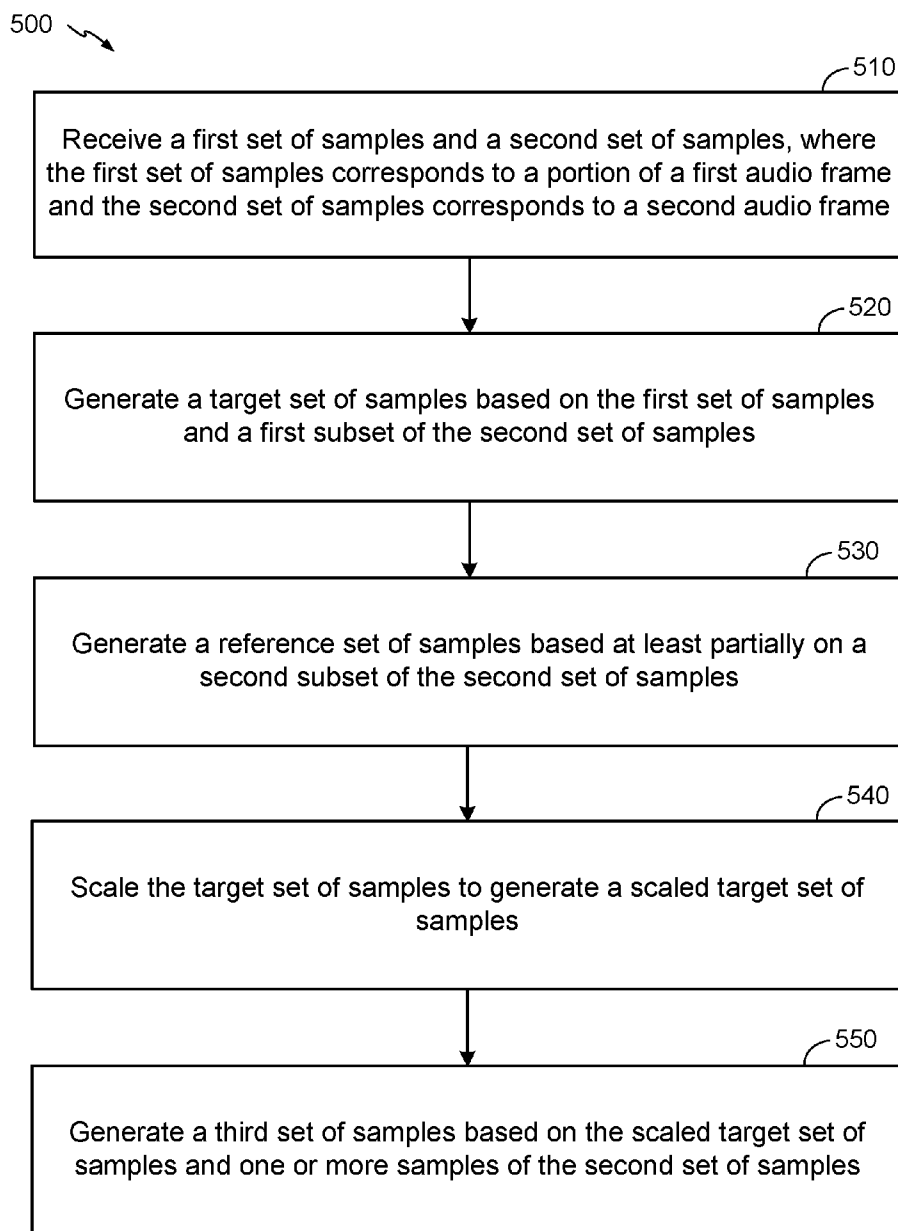 500
510
Receive a first set of samples and a second set of samples, where
the first set of samples corresponds to a portion of a first audio frame
and the second set of samples corresponds to a second audio frame
520
Generate a target set of samples based on the first set of samples
and a first subset of the second set of samples
530
Generate a reference set of samples based at least partially on a
second subset of the second set of samples
540
Scale the target set of samples to generate a scaled target set of
samples
550
Generate a third set of samples based on the scaled target set of
samples and one or more samples of the second set of samples